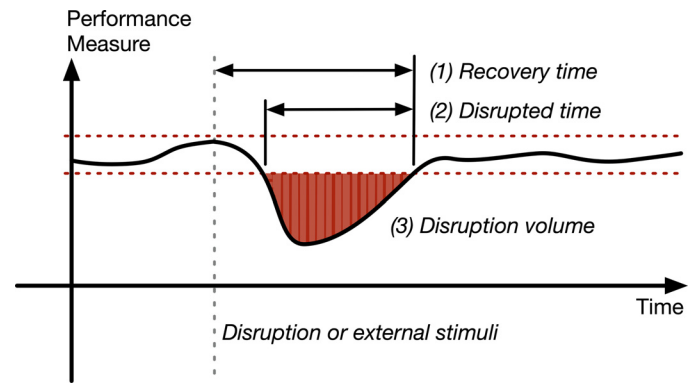 Performance
Measure
(1) Recovery time
(2) Disrupted time
(3) Disruption volume
Time
Disruption or external stimuli